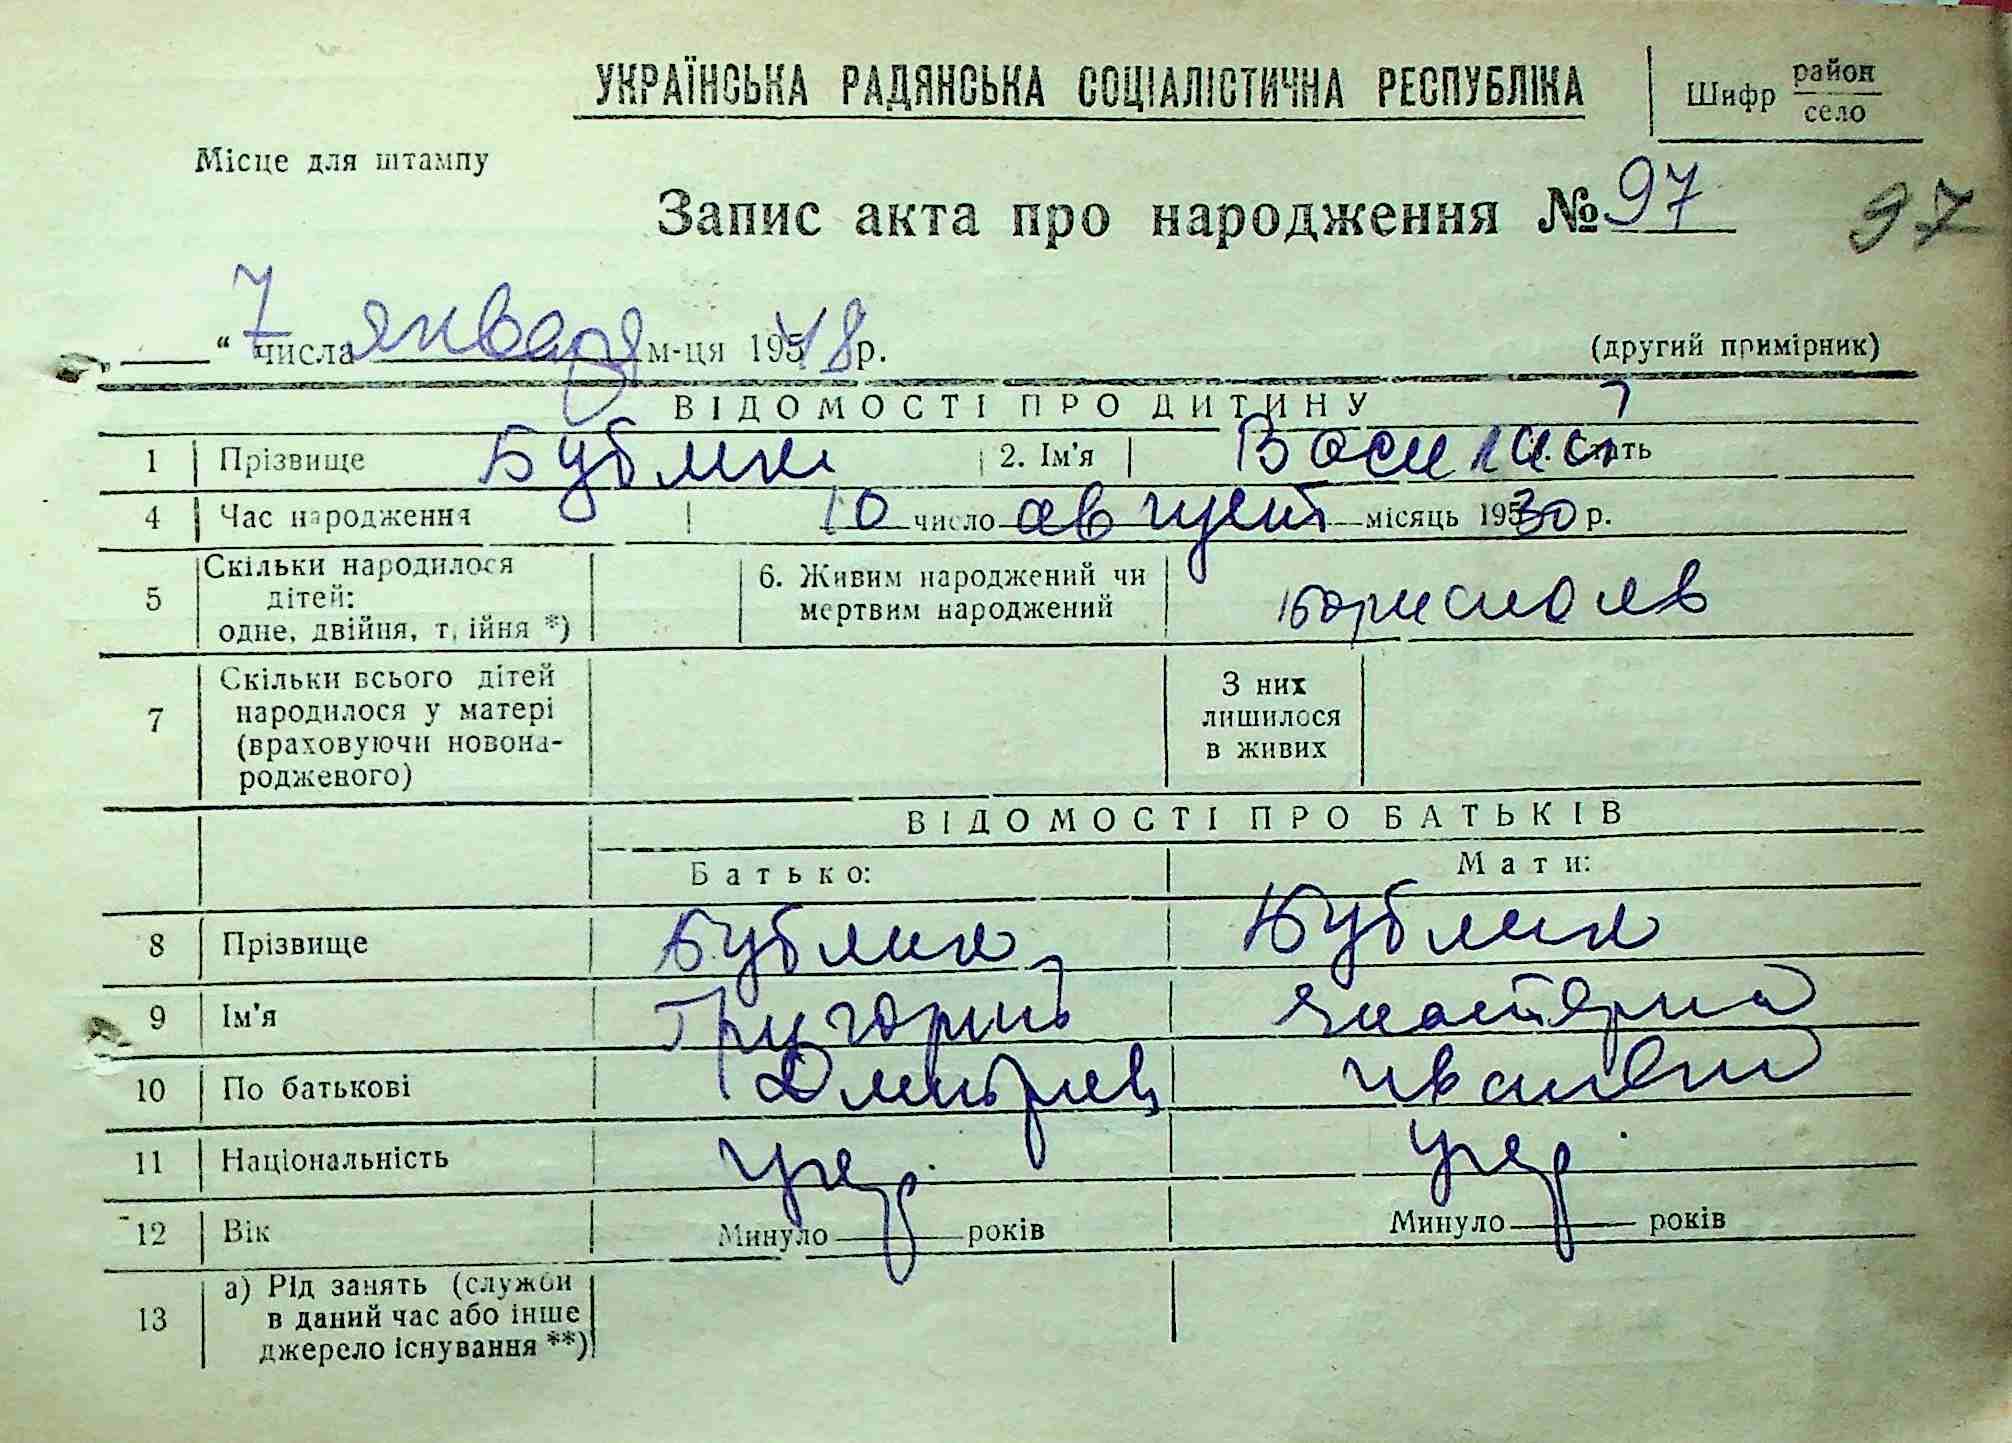 УКРАЇНСЬКА РАДЯНСЬКА СОЦІАЛІСТИЧНА РЕСПУБЛІКА
Шифр район село
Місце для штампу
Запис акта про народження № 97
97
" 7 числа января м-ця 195 р.
(другий примірник)
ВІДОМОСТІ ПРО ДИТИНУ
1 Прізвище Бублик 2. Ім'я Василий стать
4 Час народження 10 число август місяць 1930 р.
5 Скільки народилося дітей: одне, двійня, трійня *) 6. Живим народжений чи мертвим народжений Борисполь
7 Скільки всього дітей народилося у матері (враховуючи новонародженого) З них лишилося в живих
ВІДОМОСТІ ПРО БАТЬКІВ
Батько: Мати:
8 Прізвище Бублик Бублик
9 Ім'я Григорий
10 По батькові
11 Національність укр. укр.
12 Вік Минуло років Минуло років
13 а) Рід занять (служби в даний час або інше джерело існування **)